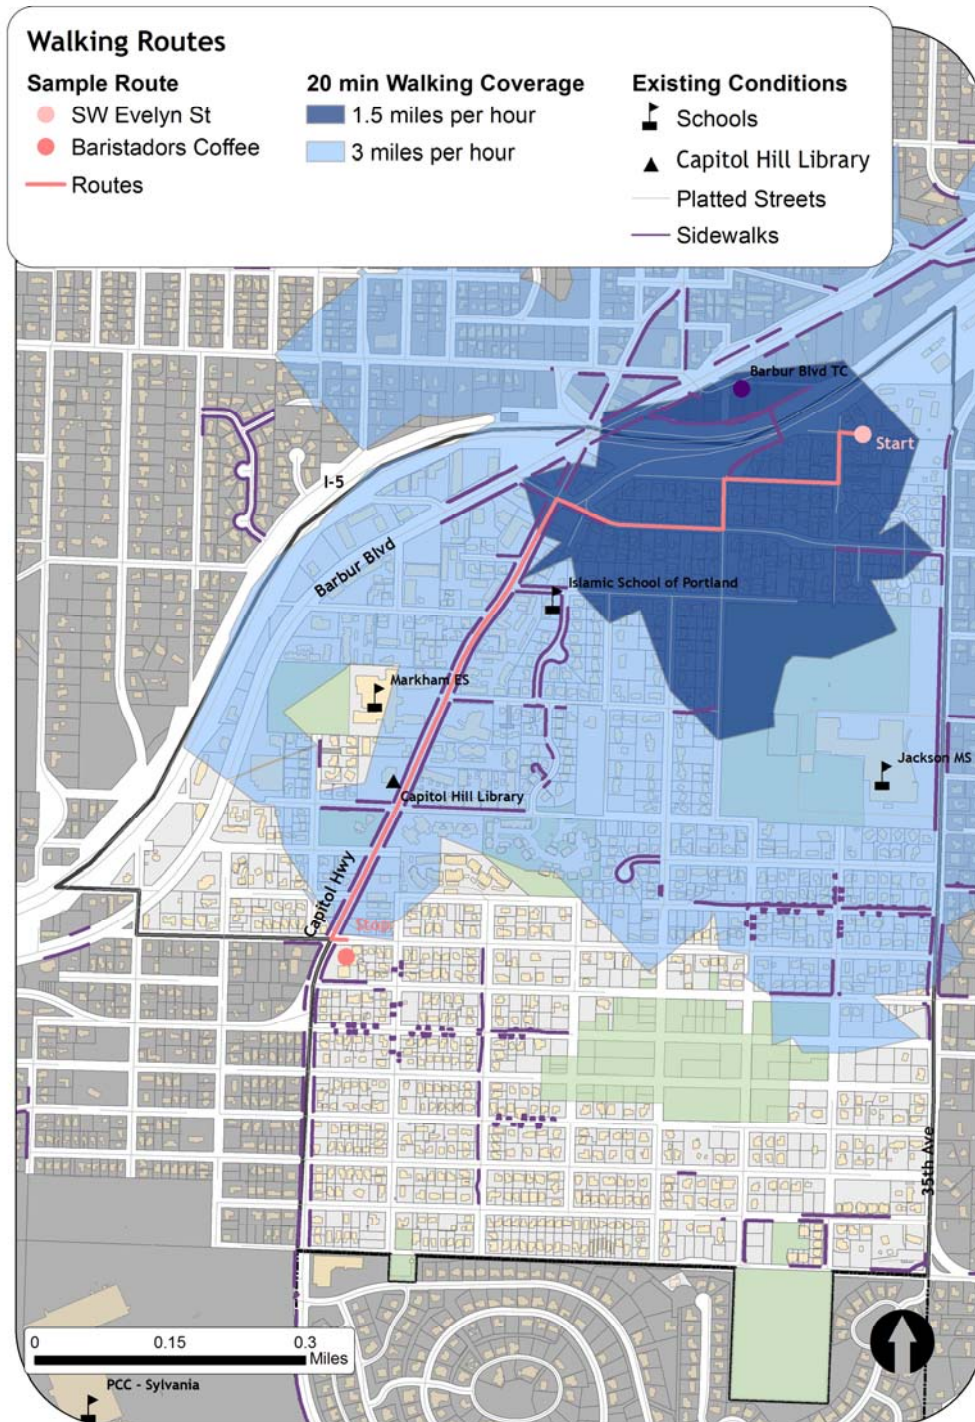 Walking Routes
Sample Route
SW Evelyn St
Baristadors Coffee
Routes
20 min Walking Coverage
1.5 miles per hour
3 miles per hour
Existing Conditions
Schools
Capitol Hill Library
Platted Streets
Sidewalks
Barbur Blvd TC
Start
I-5
Barbur Blvd
Islamic School of Portland
Markham ES
Jackson MS
Capitol Hill Library
Capitol Hwy
Stop
35th Ave
0 0.15 0.3
Miles
PCC - Sylvania